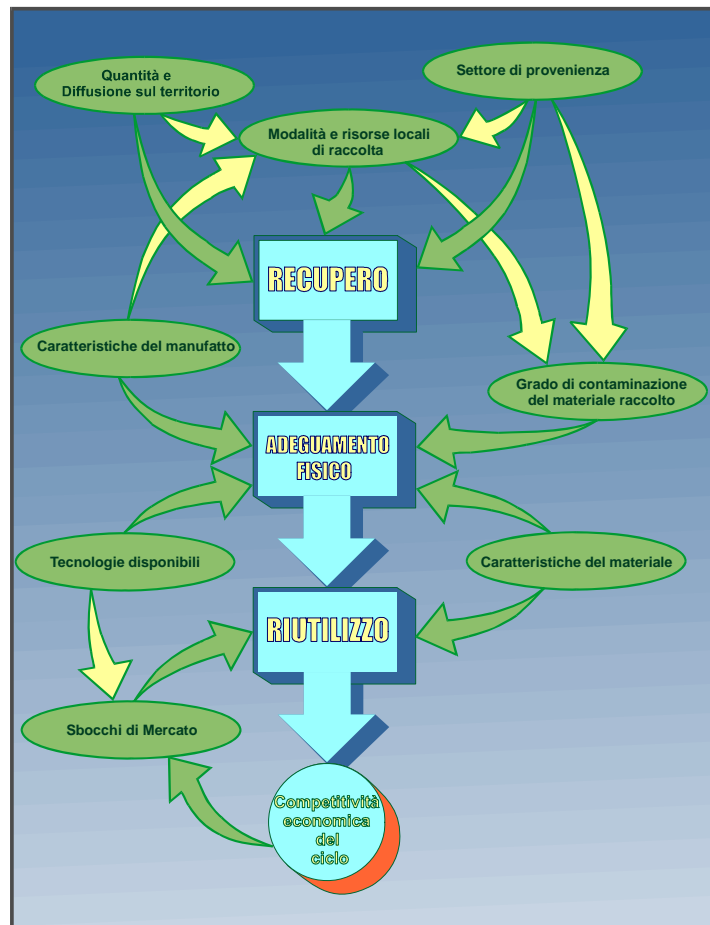 Quantità e
Diffusione sul territorio
Settore di provenienza
Modalità e risorse locali
di raccolta
RECUPERO
Caratteristiche del manufatto
Grado di contaminazione
del materiale raccolto
ADEGUAMENTO
FISICO
Tecnologie disponibili
Caratteristiche del materiale
RIUTILIZZO
Sbocchi di Mercato
Competitività
economica
del
ciclo